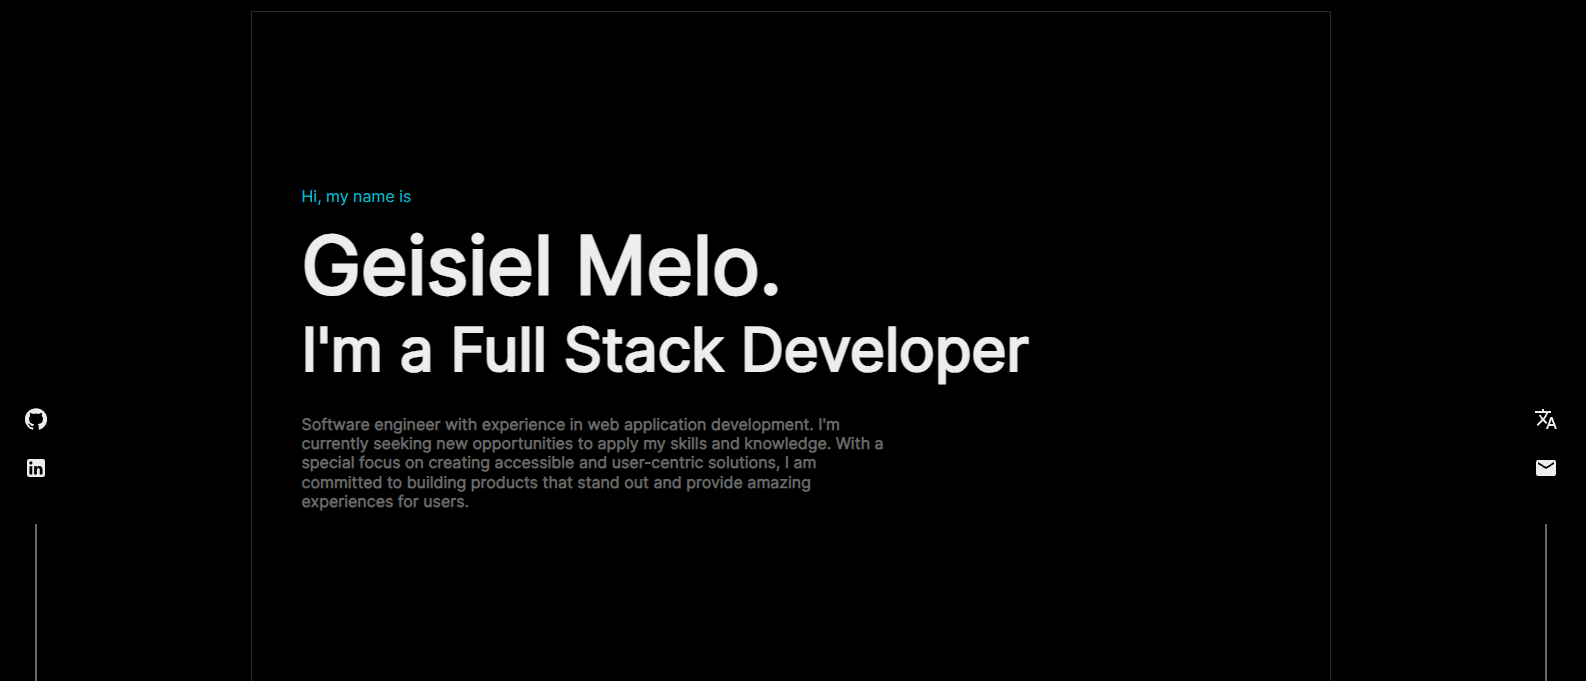 Hi, my name is
Geisiel Melo.
I'm a Full Stack Developer
Software engineer with experience in web application development. I'm
currently seeking new opportunities to apply my skills and knowledge. With a
special focus on creating accessible and user-centric solutions, I am
committed to building products that stand out and provide amazing
experiences for users.